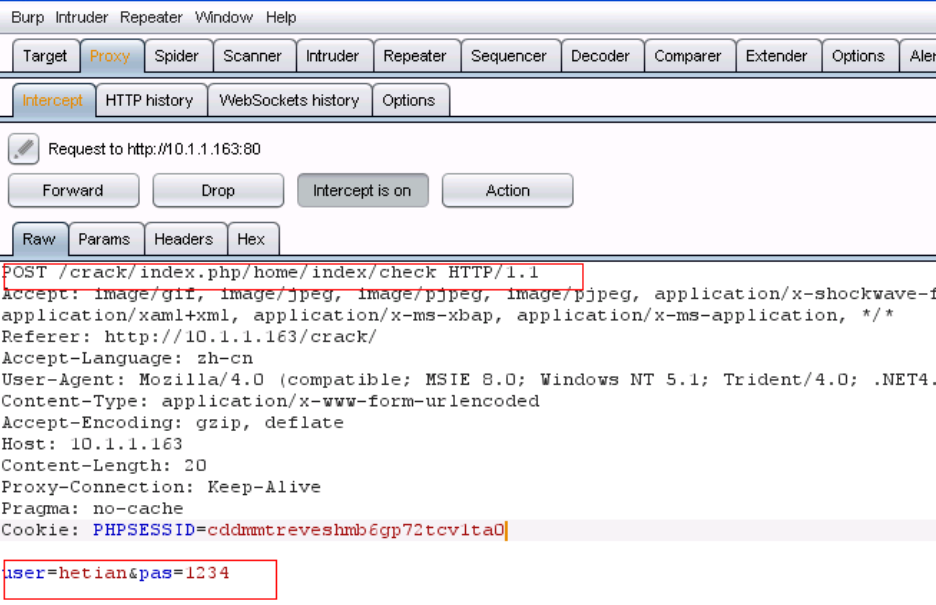 Burp Intruder Repeater Window Help
Target Proxy Spider Scanner Intruder Repeater Sequencer Decoder Comparer Extender Options
Intercept HTTP history WebSockets history Options
Request to http://10.1.1.163:80
Forward Drop Intercept is on Action
Raw Params Headers Hex
POST /crack/index.php/home/index/check HTTP/1.1
Accept: image/gif, image/jpeg, image/pjpeg, image/pjpeg, application/x-shockwave-f
application/xaml+xml, application/x-ms-xbap, application/x-ms-application, */*
Referer: http://10.1.1.163/crack/
Accept-Language: zh-cn
User-Agent: Mozilla/4.0 (compatible; MSIE 8.0; Windows NT 5.1; Trident/4.0; .NET4.
Content-Type: application/x-www-form-urlencoded
Accept-Encoding: gzip, deflate
Host: 10.1.1.163
Content-Length: 20
Proxy-Connection: Keep-Alive
Pragma: no-cache
Cookie: PHPSESSID=cddmmtreveshmb6gp72tcv1ta0
user=hetian&pas=1234